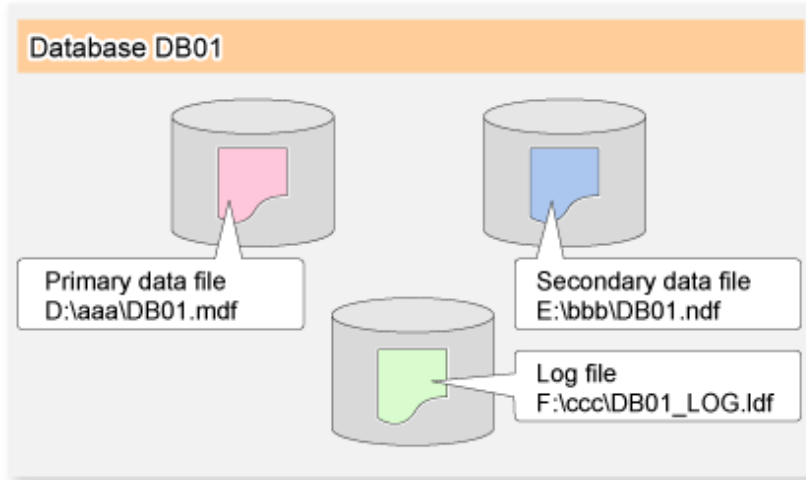 Database DB01
Primary data file
D:\aaa\DB01.mdf
Secondary data file
E:\bbb\DB01.ndf
Log file
F:\ccc\DB01_LOG.ldf